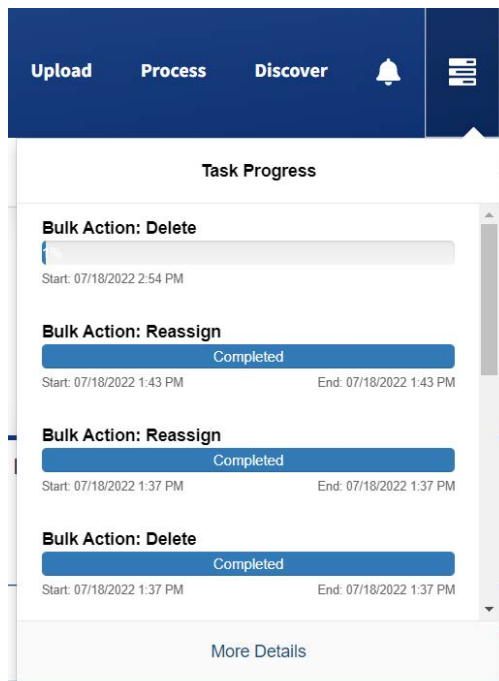 Upload Process Discover
Task Progress
Bulk Action: Delete
1%
Start: 07/18/2022 2:54 PM
Bulk Action: Reassign
Completed
Start: 07/18/2022 1:43 PM End: 07/18/2022 1:43 PM
Bulk Action: Reassign
Completed
Start: 07/18/2022 1:37 PM End: 07/18/2022 1:37 PM
Bulk Action: Delete
Completed
Start: 07/18/2022 1:37 PM End: 07/18/2022 1:37 PM
More Details